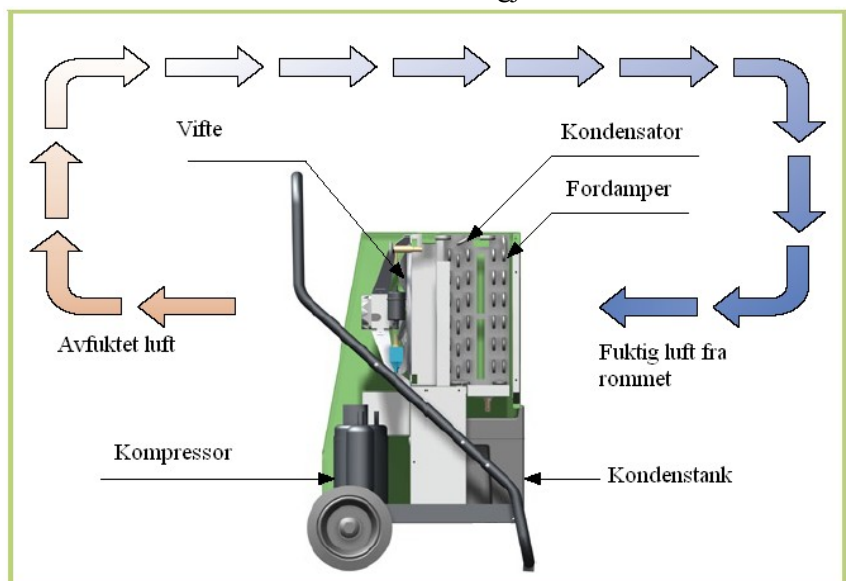 Vifte
Kondensator
Fordamper
Avfuktet luft
Fuktig luft fra
rommet
Kompressor
Kondenstank